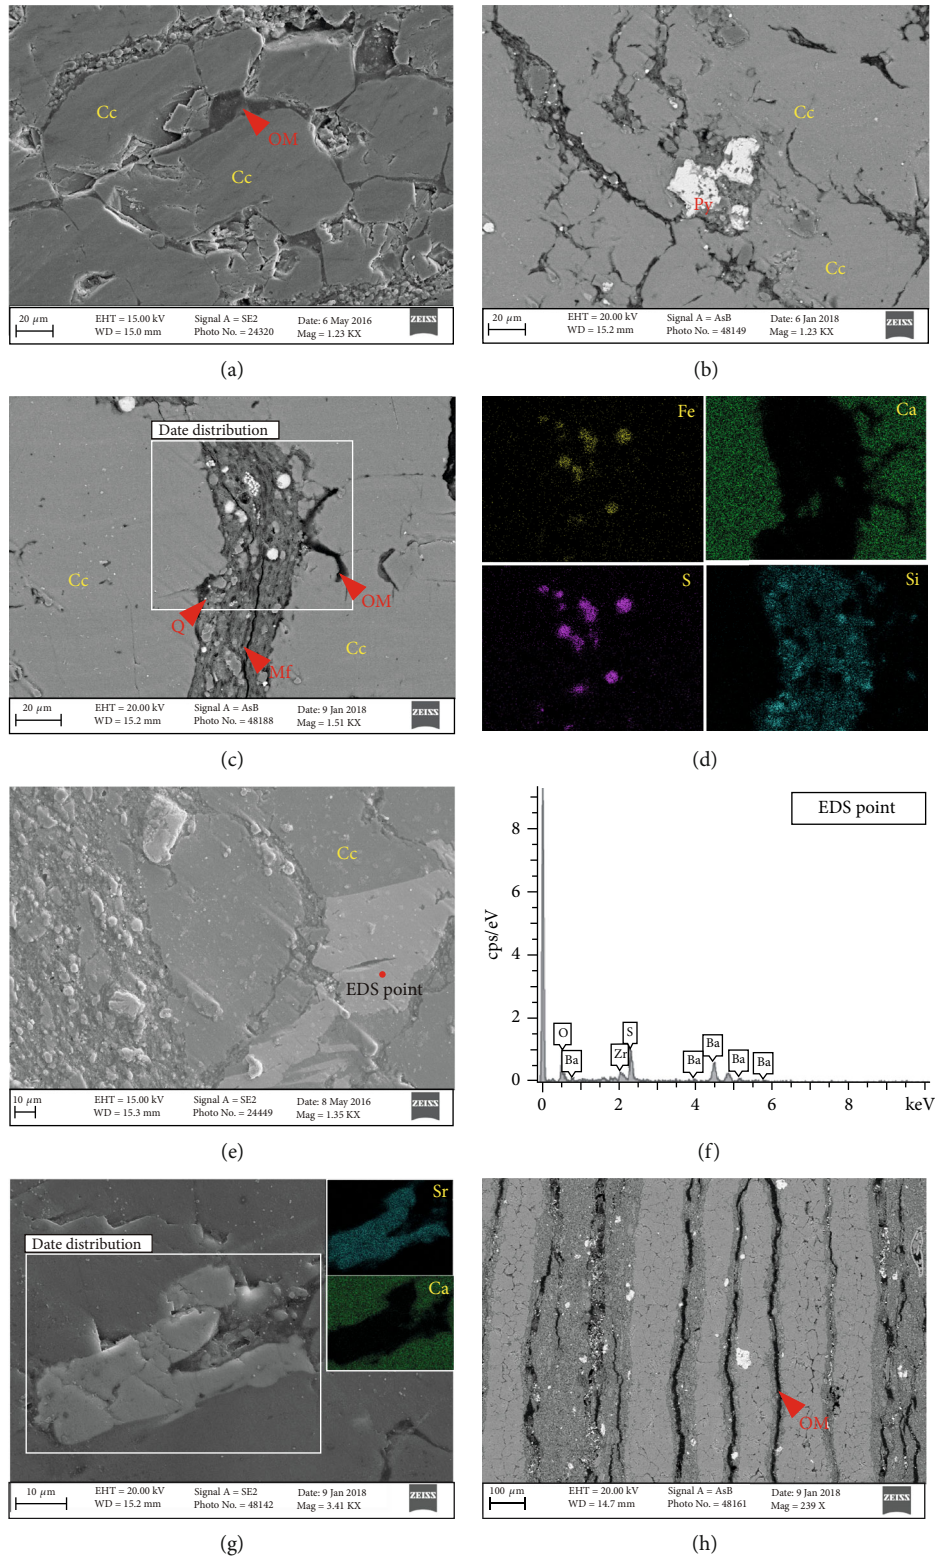 Cc
OM
Cc
20 μm
EHT = 15.00 kV
WD = 15.0 mm
Signal A = SE2
Photo No. = 24320
Date: 6 May 2016
Mag = 1.23 KX
ZEISS
(a)
Cc
Py
Cc
20 μm
EHT = 20.00 kV
WD = 15.2 mm
Signal A = AsB
Photo No. = 48149
Date: 6 Jan 2018
Mag = 1.23 KX
ZEISS
(b)
Date distribution
Cc
OM
Q
Cc
Mf
20 μm
EHT = 20.00 kV
WD = 15.2 mm
Signal A = AsB
Photo No. = 48188
Date: 9 Jan 2018
Mag = 1.51 KX
ZEISS
(c)
Fe
Ca
S
Si
(d)
Cc
EDS point
10 μm
EHT = 15.00 kV
WD = 15.3 mm
Signal A = SE2
Photo No. = 24449
Date: 8 May 2016
Mag = 1.35 KX
ZEISS
(e)
EDS point
cps/eV
8
6
4
2
0
O
Ba
Zr
S
Ba
Ba
Ba
Ba
0 2 4 6 8 keV
(f)
Sr
Date distribution
Ca
10 μm
EHT = 20.00 kV
WD = 15.2 mm
Signal A = SE2
Photo No. = 48142
Date: 9 Jan 2018
Mag = 3.41 KX
ZEISS
(g)
OM
100 μm
EHT = 20.00 kV
WD = 14.7 mm
Signal A = AsB
Photo No. = 48161
Date: 9 Jan 2018
Mag = 239 X
ZEISS
(h)